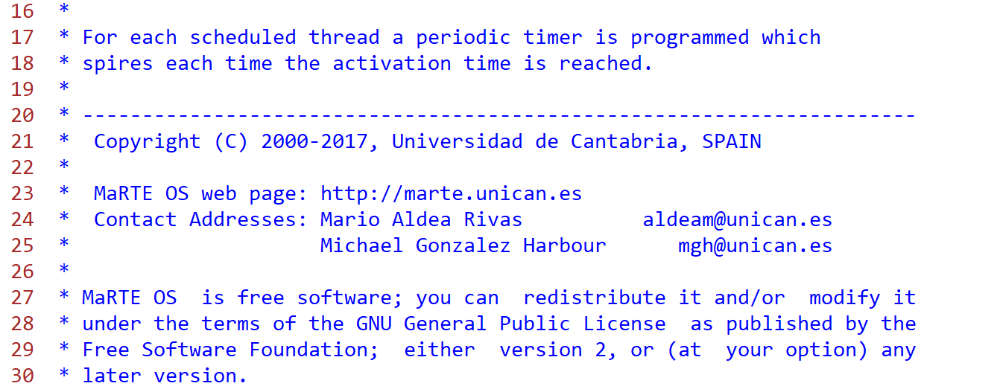 16  *
17  * For each scheduled thread a periodic timer is programmed which
18  * spires each time the activation time is reached.
19  *
20  * ----------------------------------------------------------------------
21  *  Copyright (C) 2000-2017, Universidad de Cantabria, SPAIN
22  *
23  *  MaRTE OS web page: http://marte.unican.es
24  *  Contact Addresses: Mario Aldea Rivas          aldeam@unican.es
25  *                     Michael Gonzalez Harbour      mgh@unican.es
26  *
27  * MaRTE OS  is free software; you can  redistribute it and/or  modify it
28  * under the terms of the GNU General Public License  as published by the
29  * Free Software Foundation;  either  version 2, or (at  your option) any
30  * later version.